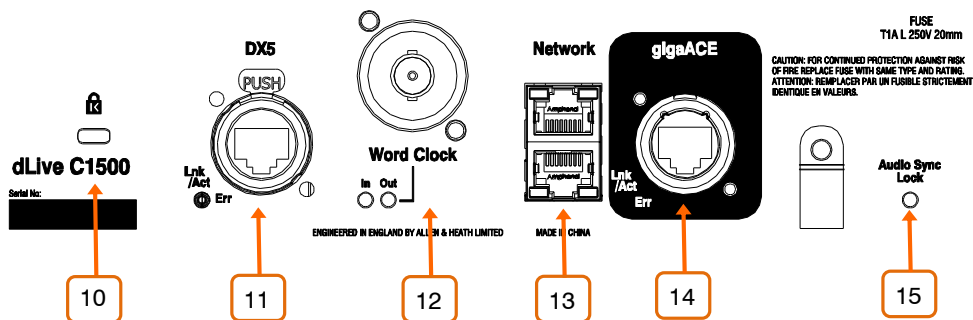 FUSE
T1A L 250V 20mm
DX5
Network
gigaACE
CAUTION: FOR CONTINUED PROTECTION AGAINST RISK
OF FIRE REPLACE FUSE WITH SAME TYPE AND RATING.
ATTENTION: REMPLACER PAR UN FUSIBLE STRICTEMENT
IDENTIQUE EN VALEURS.
PUSH
K
Amphenol
dLive C1500
Word Clock
Amphenol
Audio Sync
Lock
Serial No:
Lnk
/Act
Err
In Out
Lnk
/Act
Err
ENGINEERED IN ENGLAND BY ALLEN & HEATH LIMITED
MADE IN CHINA
10
11
12
13
14
15